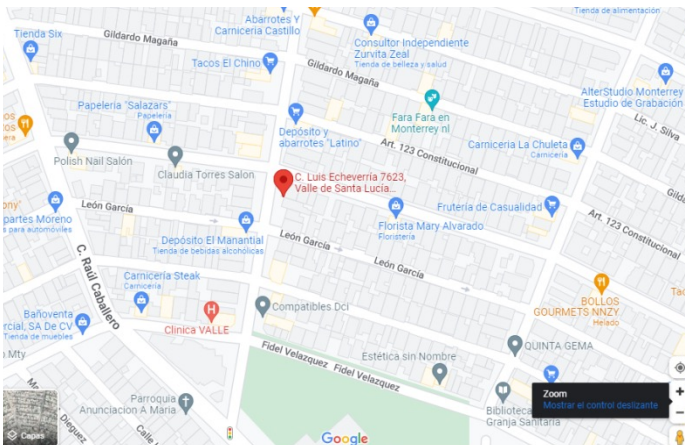 Tienda de alimentación
Abarrotes Y
Carniceria Castillo
Tienda Six
Gildardo Magaña
Consultor Independiente
Zurvita Zeal
Tienda de belleza y salud
Tacos El Chino
Gildardo Magaña
AlterStudio Monterrey
Estudio de Grabación
Papeleria "Salazars"
Papelería
Fara Fara en
Monterrey nl
Lic. J. Silva
Depósito y
abarrotes "Latino"
Art. 123 Constitucional
Carniceria La Chuleta
Carnicería
Polish Nail Salón
Claudia Torres Salon
C. Luis Echeverría 7623,
Valle de Santa Lucía...
Gilda
León García
Frutería de Casualidad
Art. 123 Constitucional
partes Moreno
s para automóviles
Florista Mary Alvarado
Floristería
Depósito El Manantial
Tienda de bebidas alcohólicas
León García
León García
C. Raúl Caballero
Carnicería Steak
Carnicería
BOLLOS
GOURMETS NNZY
Helado
Compatibles Dci
Bañoventa
rcial, SA De CV
Tienda de muebles
Clinica VALLE
QUINTA GEMA
Fidel Velazquez
Fidel Velazquez
Estética sin Nombre
o Mty
Zoom
Mostrar el control deslizante
Parroquia
Anunciacion A Maria
Biblioteca
Granja Sanitaria
Dieguez
Calle
Capas
Google